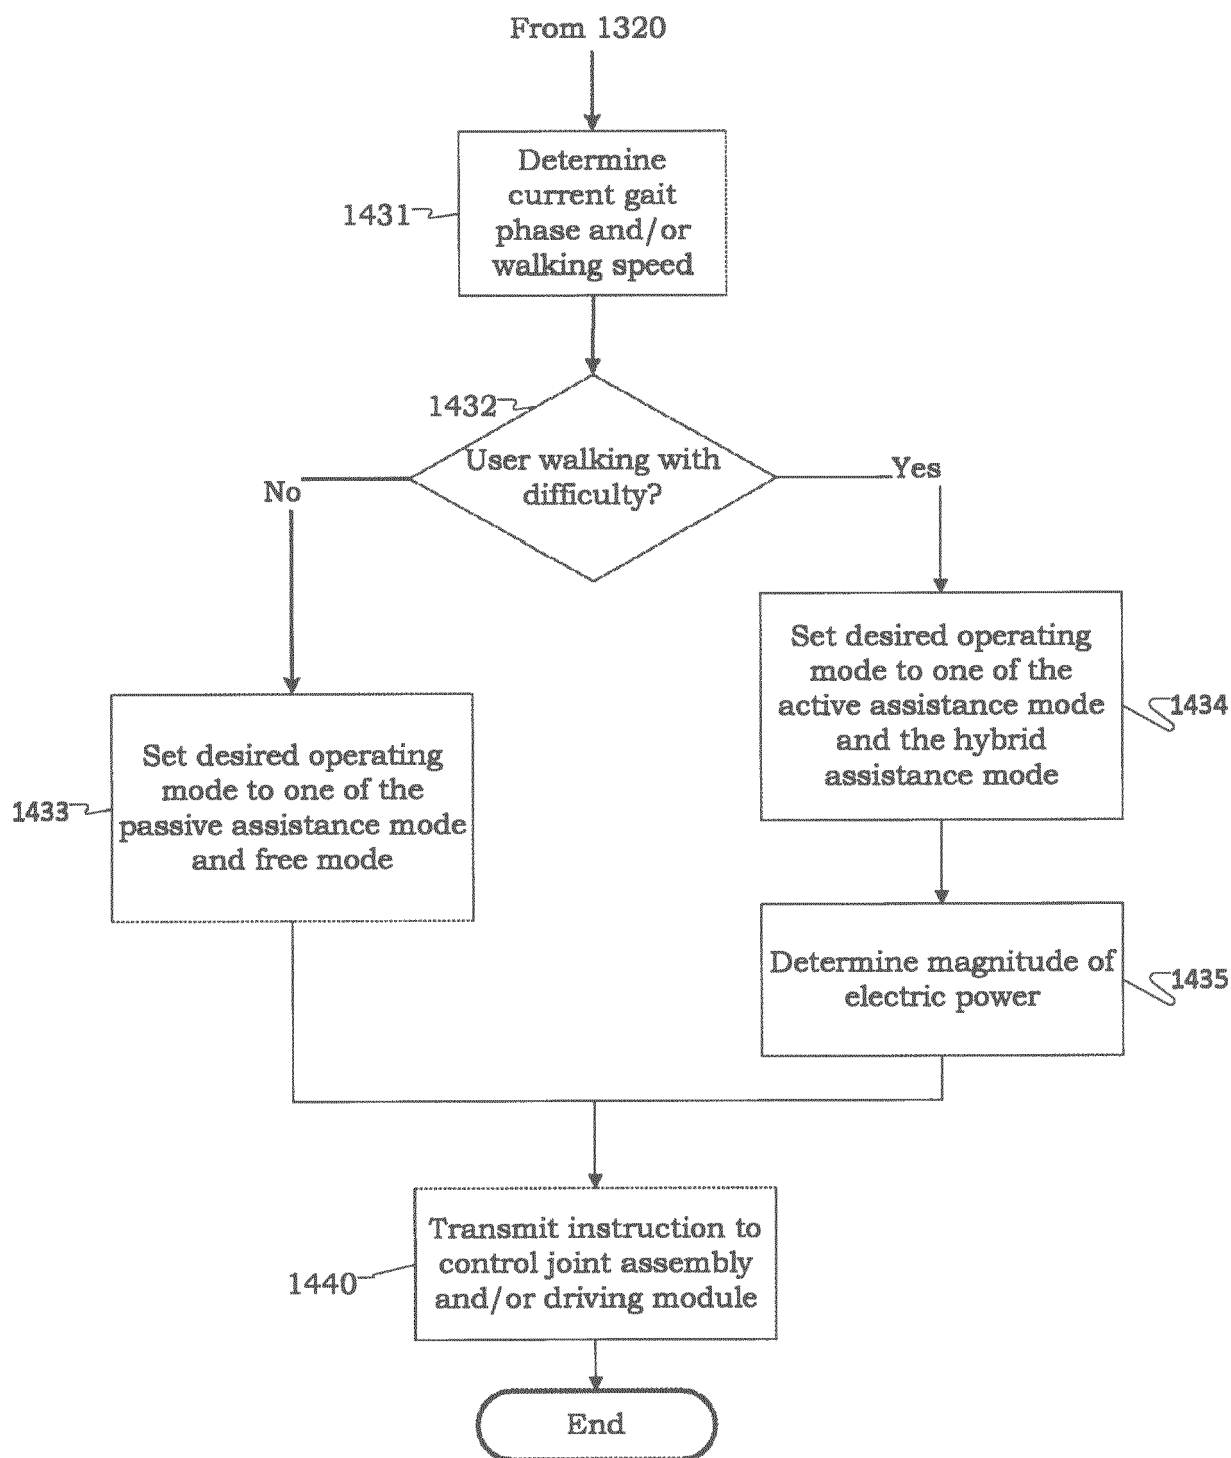 From 1320
Determine
current gait
phase and/or
walking speed
1431
1432
User walking with
difficulty?
No
Yes
Set desired operating
mode to one of the
active assistance mode
and the hybrid
assistance mode
1434
Set desired operating
mode to one of the
passive assistance mode
and free mode
1433
Determine magnitude of
electric power
1435
Transmit instruction to
control joint assembly
and/or driving module
1440
End